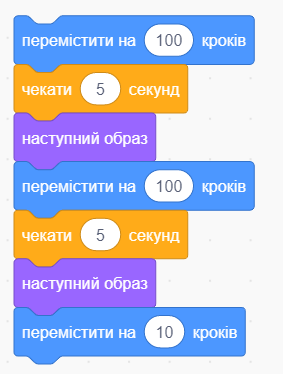 перемістити на 100 кроків
чекати 5 секунд
наступний образ
перемістити на 100 кроків
чекати 5 секунд
наступний образ
перемістити на 10 кроків